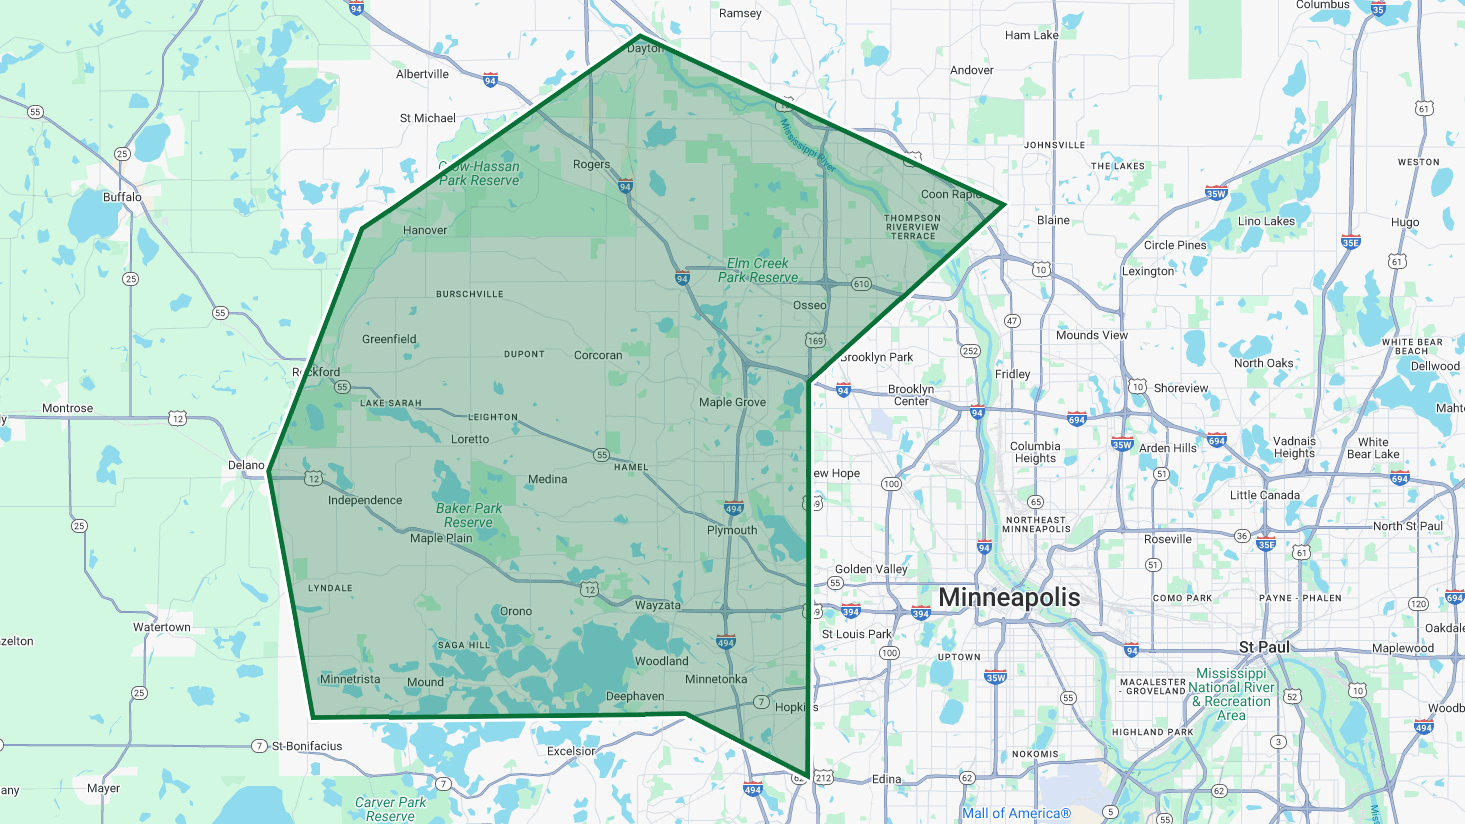 Ramsey
Columbus
94
35
Ham Lake
Dayton
Andover
Albertville
94
55
61
St Michael
Mississippi River
JOHNSVILLE
25
WESTON
THE LAKES
Rogers
Crow-Hassan
Park Reserve
94
35W
Buffalo
Coon Rapids
Blaine
Lino Lakes
Hugo
THOMPSON
RIVERVIEW
TERRACE
Hanover
Circle Pines
35E
61
Elm Creek
Park Reserve
Lexington
10
25
94
610
BURSCHVILLE
Osseo
55
47
Mounds View
Greenfield
169
252
WHITE BEAR
BEACH
DUPONT
Corcoran
Brooklyn Park
North Oaks
Dellwood
Rockford
Fridley
55
94
Brooklyn
Center
10
Shoreview
LAKE SARAH
Maple Grove
Montrose
12
LEIGHTON
94
694
Loretto
35W
694
Arden Hills
Vadnais
Heights
White
Bear Lake
Columbia
Heights
55
HAMEL
Delano
12
Medina
New Hope
51
694
100
Independence
Little Canada
Baker Park
Reserve
494
65
25
NORTHEAST
MINNEAPOLIS
North St Paul
Plymouth
Maple Plain
Roseville
36
35E
61
94
51
Golden Valley
LYNDALE
12
55
Minneapolis
COMO PARK
PAYNE - PHALEN
694
120
Orono
Wayzata
394
394
Watertown
Oakdale
St Louis Park
SAGA HILL
494
St Paul
Maplewood
100
94
UPTOWN
Woodland
Minnetrista
Mound
Minnetonka
35W
MACALESTER
- GROVELAND
Mississippi
National River
& Recreation
Area
25
55
52
10
Deephaven
7
Hopkins
494
HIGHLAND PARK
7
St-Bonifacius
Excelsior
NOKOMIS
3
62
212
Edina
62
Mayer
7
494
62
Carver Park
Reserve
Mall of America®
5
55